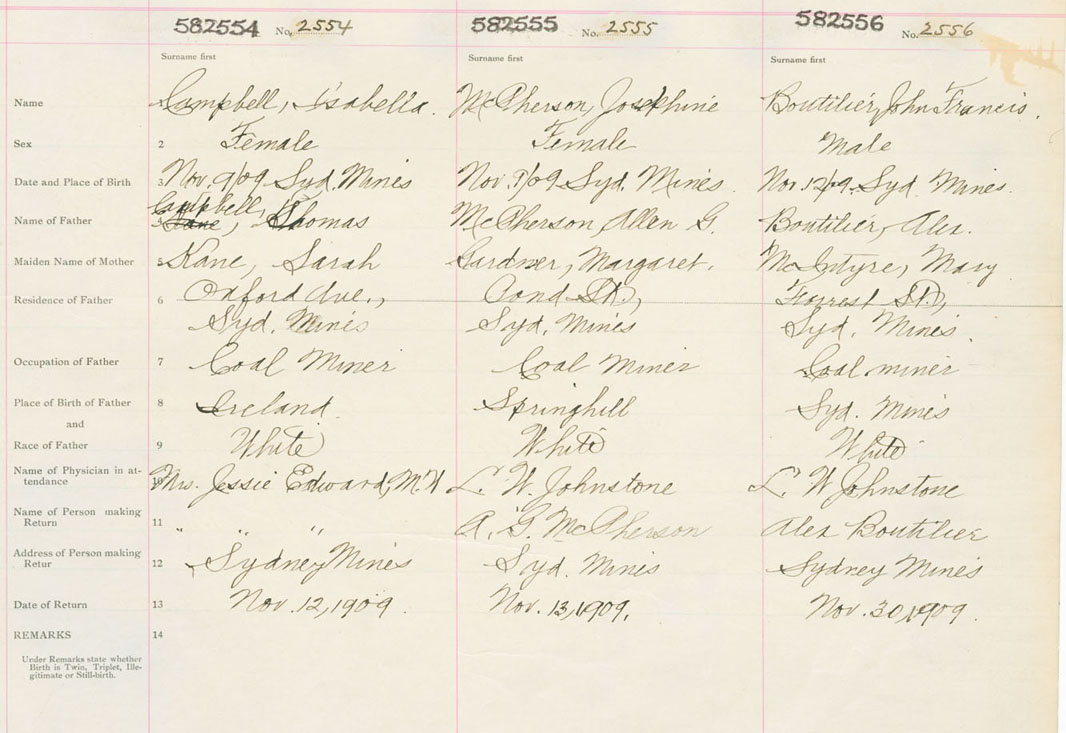 582554 No. 2554 582555 No. 2555 582556 No. 2556
Surname first Surname first Surname first
Name Campbell, Isabella. McPherson, Josephine Boutilier, John Francis.
Sex 2 Female Female Male
Date and Place of Birth 3 Nov. 9/09 Syd. Mines Nov. /09 Syd. Mines. Nov. 12/09 Syd. Mines.
Campbell,
Name of Father 4 Kane, Thomas McPherson, Allen G. Boutilier, Alex.
Maiden Name of Mother 5 Kane, Sarah Gardner, Margaret. McIntyre, Mary
Residence of Father 6 Oxford Ave., St., Forrest St.,
Syd. Mines Syd. Mines Syd. Mines.
Occupation of Father 7 Coal Miner Coal Miner Coal miner
Place of Birth of Father 8 Ireland. Springhill Syd. Mines
and
Race of Father 9 White White White
Name of Physician in at- 
tendance 10 Mrs. Jessie Edward, M.W L. W. Johnstone L. W Johnstone
Name of Person making
Return 11 " " " A. G. McPherson Alex Boutilier
Address of Person making
Retur 12 Sydney Mines Syd. Mines Sydney Mines
Date of Return 13 Nov. 12, 1909. Nov. 13, 1909. Nov. 30, 1909.
REMARKS 14
Under Remarks state whether
Birth is Twin, Triplet, Ille-
gitimate or Still-birth.